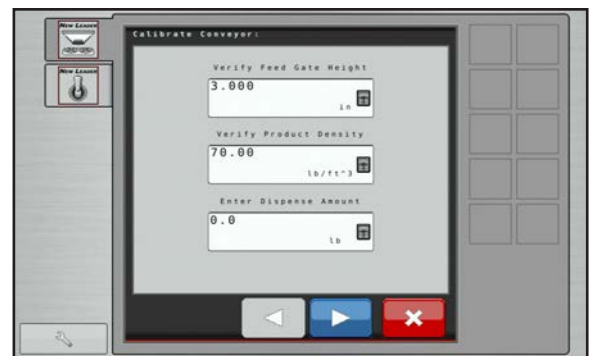 New Leader
New Leader
Calibrate Conveyor:
Verify Feed Gate Height
3.000
in
Verify Product Density
70.00
lb/ft^3
Enter Dispense Amount
0.0
lb